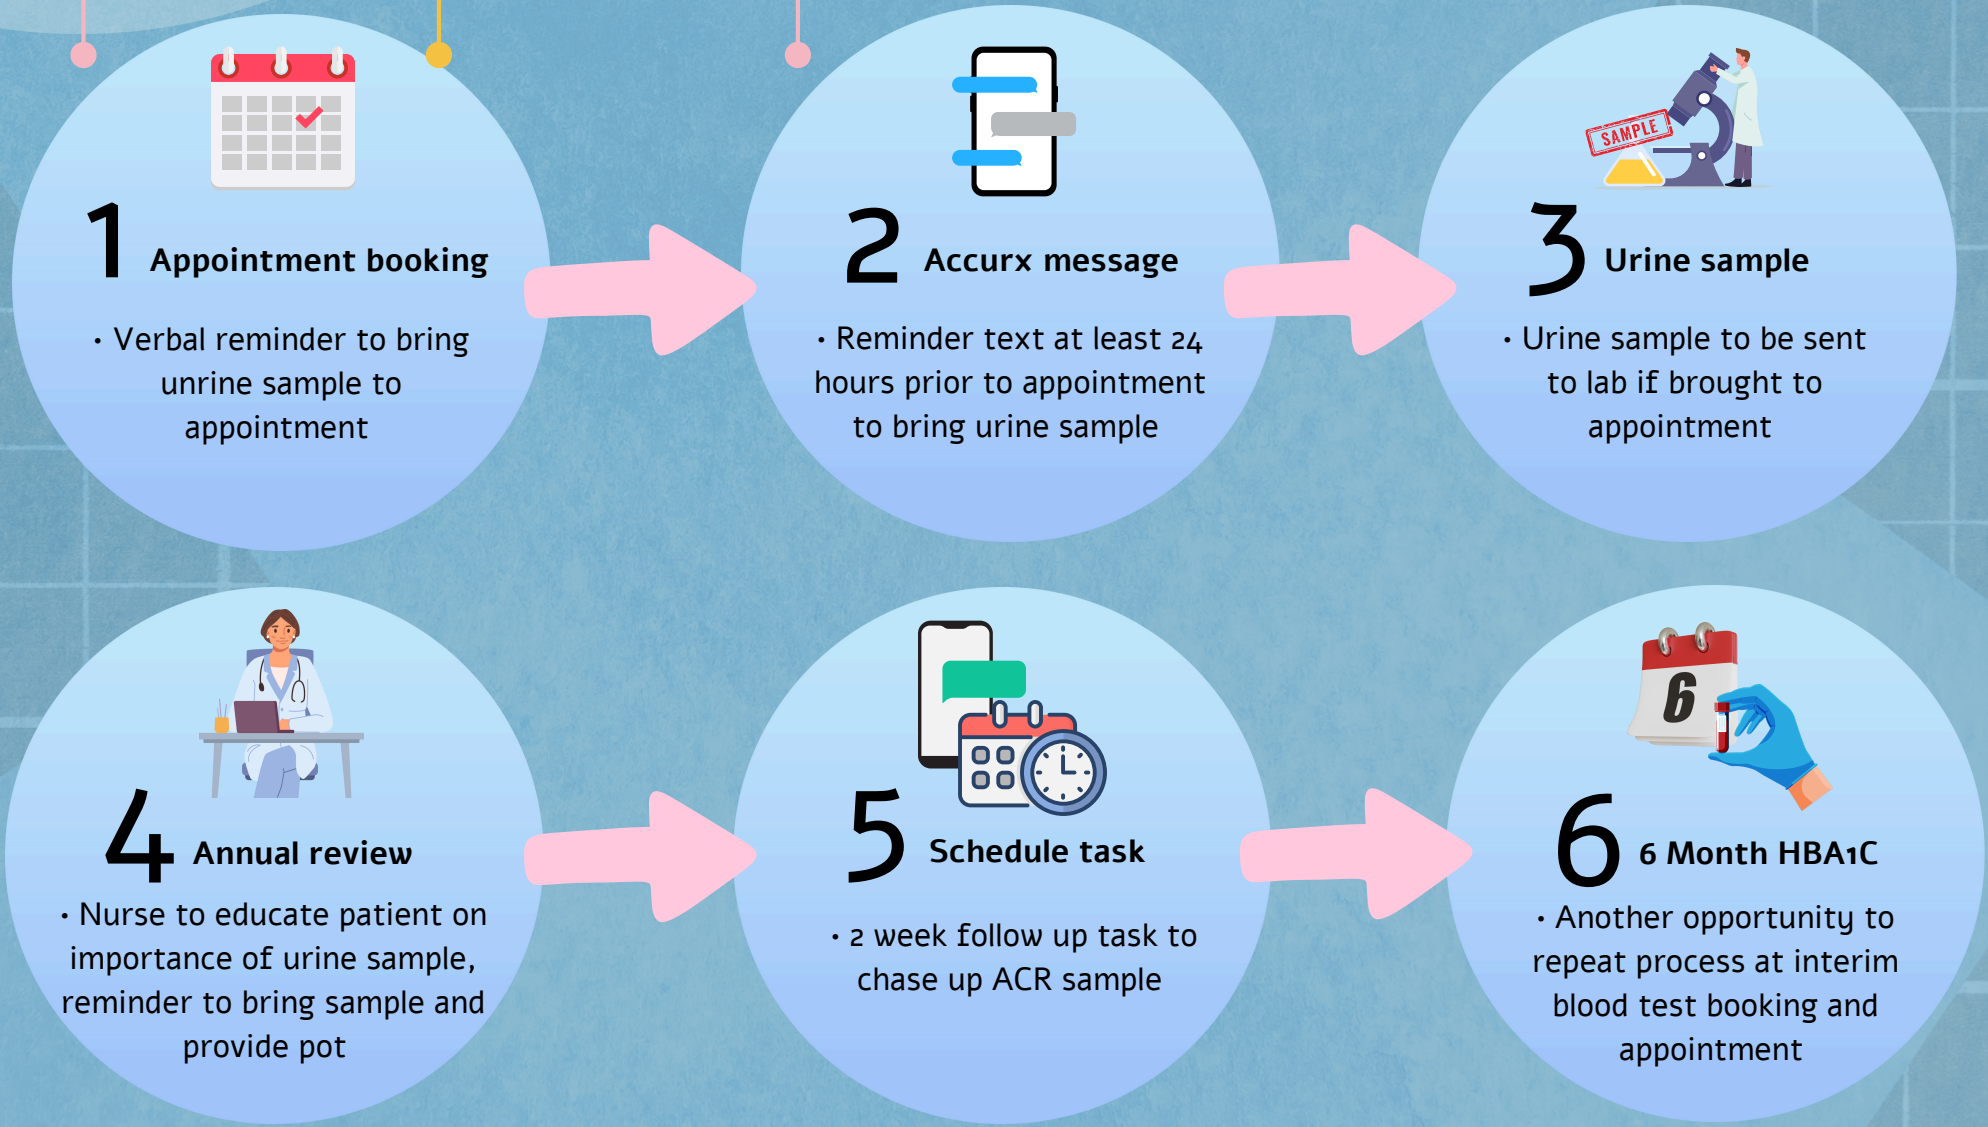 1 Appointment booking
• Verbal reminder to bring
unrine sample to
appointment
2 Accurx message
• Reminder text at least 24
hours prior to appointment
to bring urine sample
SAMPLE
3 Urine sample
• Urine sample to be sent
to lab if brought to
appointment
4 Annual review
• Nurse to educate patient on
importance of urine sample,
reminder to bring sample and
provide pot
5 Schedule task
• 2 week follow up task to
chase up ACR sample
6
6 6 Month HBA1C
• Another opportunity to
repeat process at interim
blood test booking and
appointment